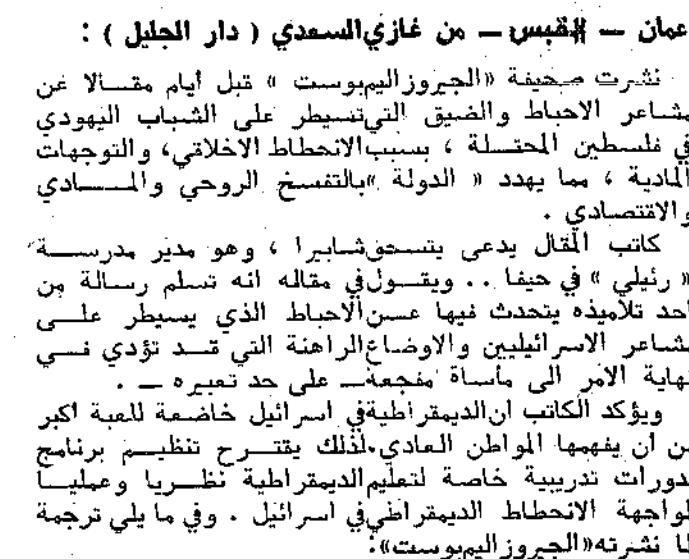 عمان — القبس — من غازي السعدي ( دار الجليل ) :
نشرت صحيفة «الجيروزاليم بوست » قبل أيام مقالا عن
مشاعر الاحباط والضيق التي تسيطر على الشباب اليهودي
في فلسطين المحتلة ، بسبب الانحطاط الاخلاقي، والتوجهات
المادية ، مما يهدد « الدولة »بالتفسخ الروحي والمادي
والاقتصادي .
كاتب المقال يدعى يتسحق شابيرا ، وهو مدير مدرسة
« رئيلي » في حيفا . . ويقول في مقاله انه تسلم رسالة من
احد تلاميذه يتحدث فيها عن الاحباط الذي يسيطر على
مشاعر الاسرائيليين والاوضاع الراهنة التي قد تؤدي في
نهاية الامر الى مأساة مفجعة — على حد تعبيره — .
ويؤكد الكاتب ان الديمقراطية في اسرائيل خاضعة للعبة اكبر
من ان يفهمها المواطن العادي. لذلك يقترح تنظيم برنامج
لدورات تدريبية خاصة لتعليم الديمقراطية نظريا وعمليا
لمواجهة الانحطاط الديمقراطي في اسرائيل . وفي ما يلي ترجمة
لما نشرته «الجيروزاليم بوست»: